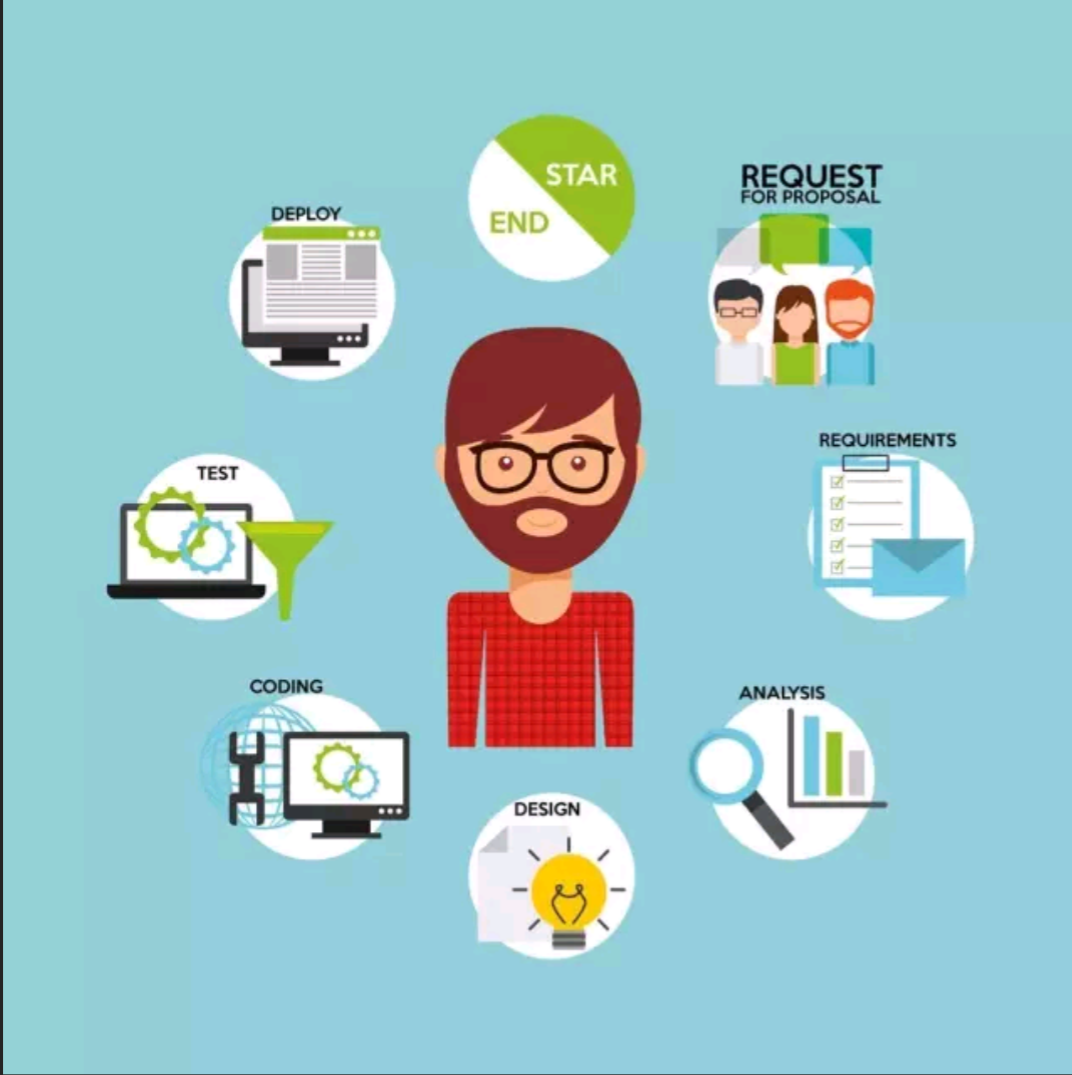 STAR
END
REQUEST
FOR PROPOSAL
REQUIREMENTS
ANALYSIS
DESIGN
CODING
TEST
DEPLOY